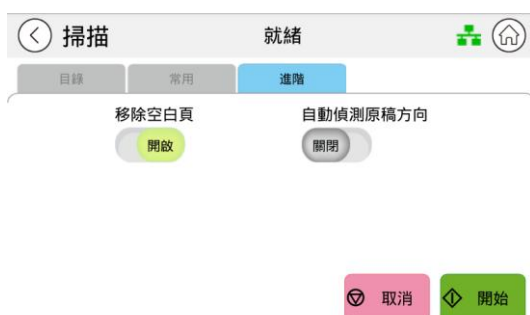 掃描 就緒
目錄 常用 進階
移除空白頁 自動偵測原稿方向
開啟 關閉
取消 開始